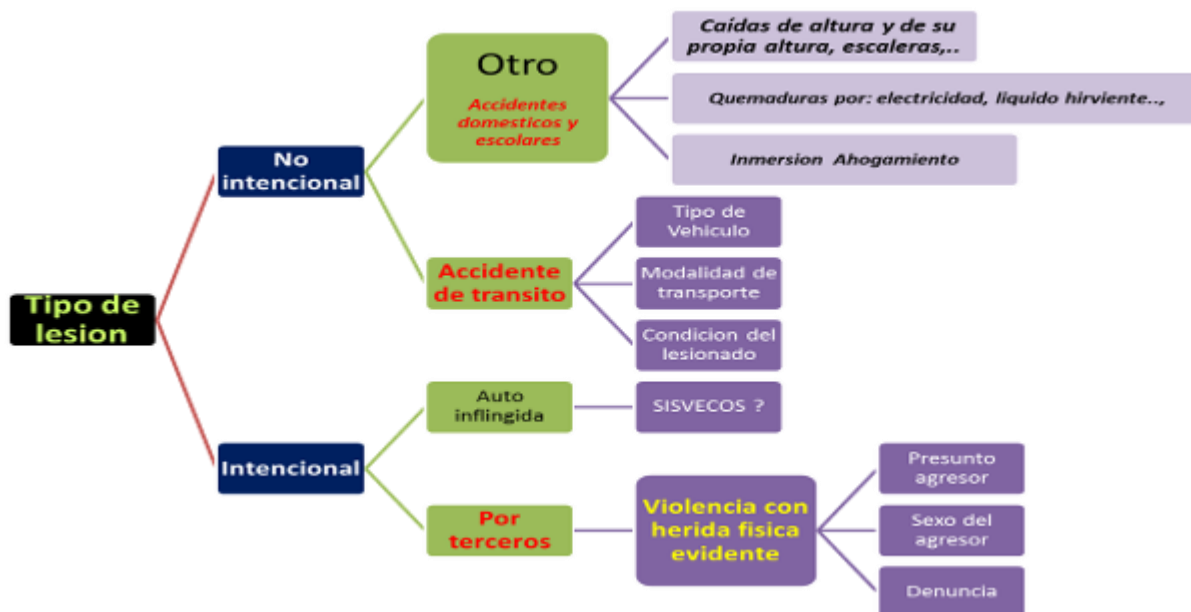 Tipo de
lesion
No
intencional
Otro
Accidentes
domesticos y
escolares
Caídas de altura y de su
propia altura, escaleras,..
Quemaduras por: electricidad, liquido hirviente..,
Inmersion Ahogamiento
Accidente
de transito
Tipo de
Vehiculo
Modalidad de
transporte
Condicion del
lesionado
Intencional
Auto
inflingida
SISVECOS ?
Por
terceros
Violencia con
herida fisica
evidente
Presunto
agresor
Sexo del
agresor
Denuncia